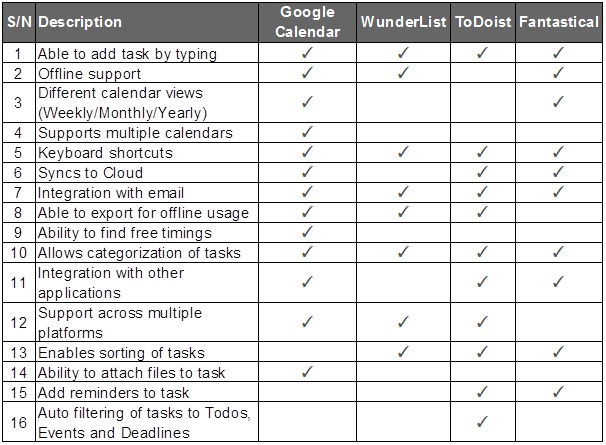 S/N Description Google Calendar WunderList ToDoist Fantastical
1 Able to add task by typing ✓ ✓ ✓ ✓
2 Offline support ✓ ✓ ✓
3 Different calendar views
(Weekly/Monthly/Yearly) ✓ ✓
4 Supports multiple calendars ✓
5 Keyboard shortcuts ✓ ✓ ✓ ✓
6 Syncs to Cloud ✓ ✓ ✓
7 Integration with email ✓ ✓ ✓ ✓
8 Able to export for offline usage ✓ ✓ ✓
9 Ability to find free timings ✓
10 Allows categorization of tasks ✓ ✓ ✓ ✓
11 Integration with other
applications ✓ ✓ ✓
12 Support across multiple
platforms ✓ ✓ ✓
13 Enables sorting of tasks ✓ ✓ ✓
14 Ability to attach files to task ✓
15 Add reminders to task ✓ ✓
16 Auto filtering of tasks to Todos,
Events and Deadlines ✓